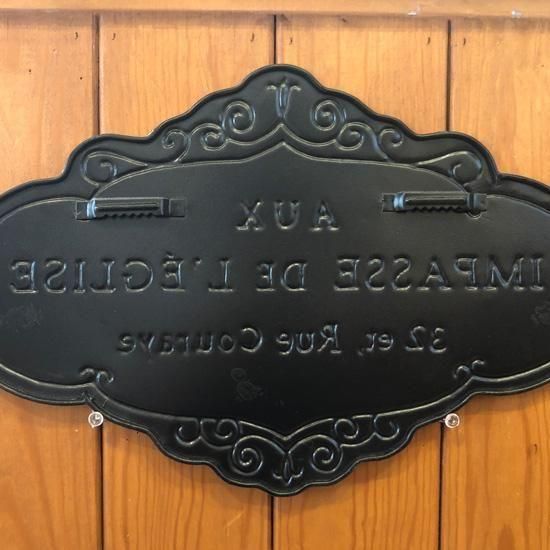 AUX
IMPASSE DE L'ÉGLISE
32 et, Rue Couraye